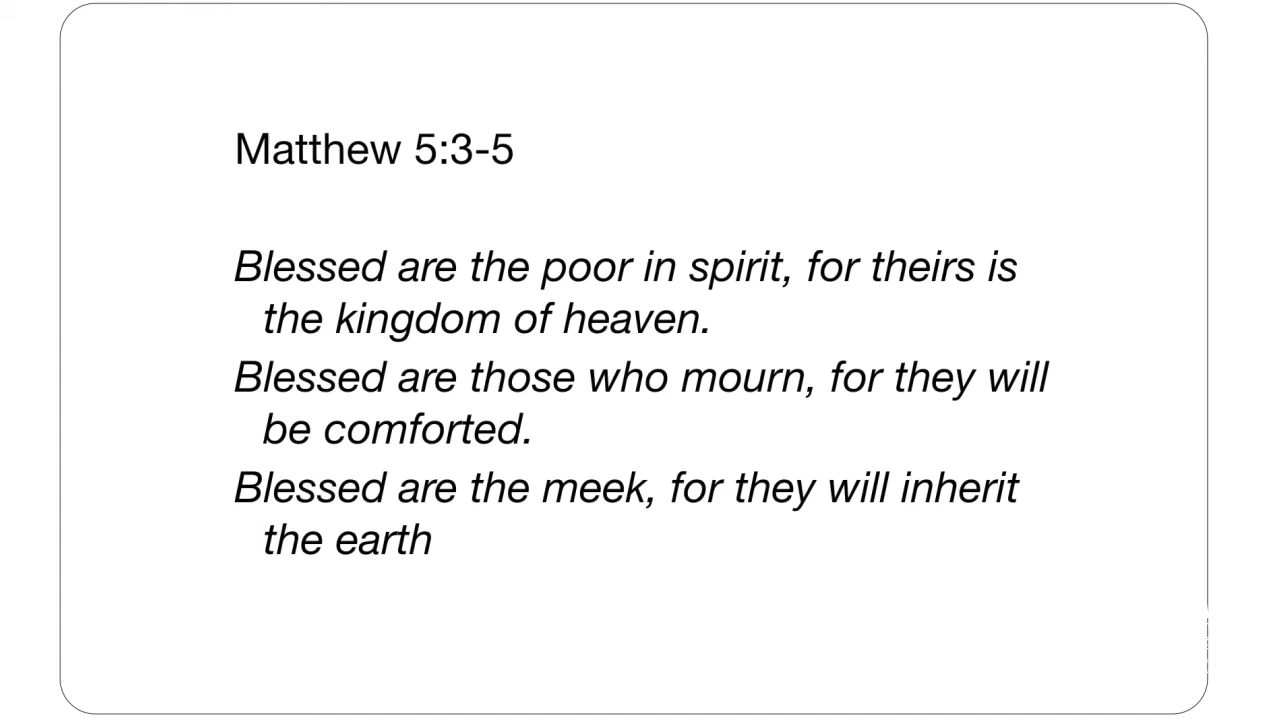 Matthew 5:3-5
Blessed are the poor in spirit, for theirs is
the kingdom of heaven.
Blessed are those who mourn, for they will
be comforted.
Blessed are the meek, for they will inherit
the earth